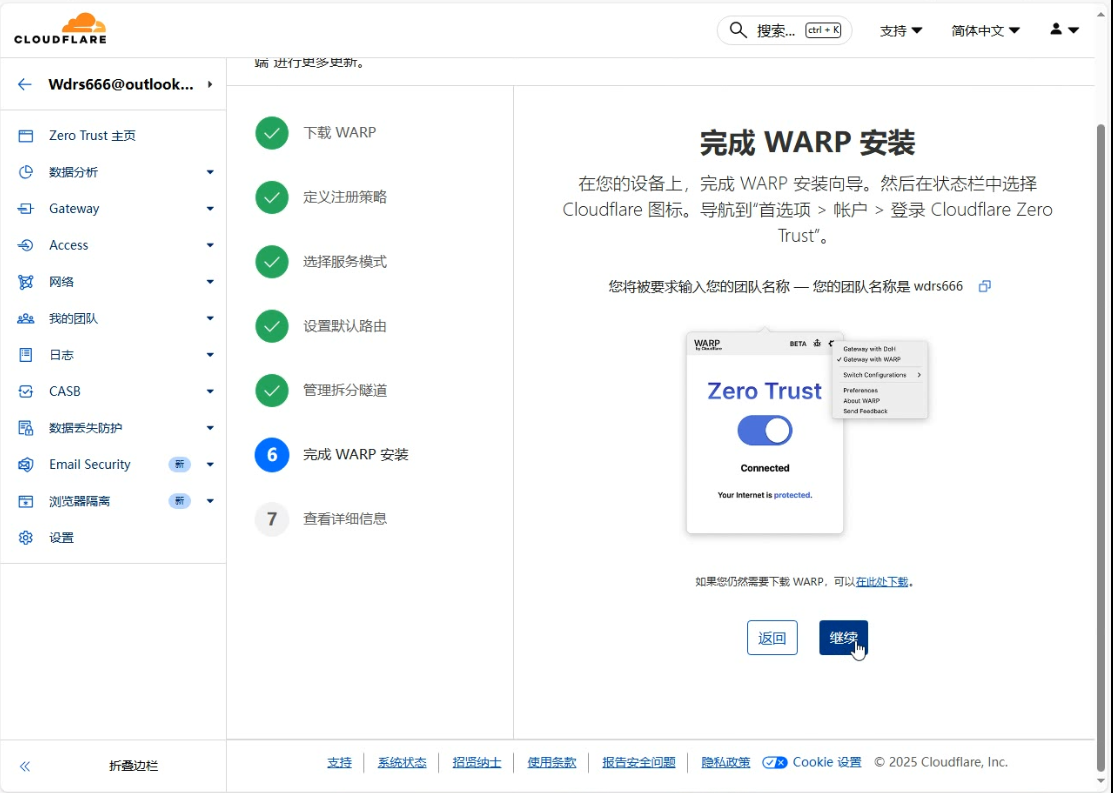 CLOUDFLARE
搜索... ctrl + K
支持
简体中文
端 进行更多更新。
Wdrs666@outlook...
Zero Trust 主页
数据分析
Gateway
Access
网络
我的团队
日志
CASB
数据丢失防护
Email Security 新
浏览器隔离 新
设置
折叠边栏
下载 WARP
定义注册策略
选择服务模式
设置默认路由
管理拆分隧道
6 完成 WARP 安装
7 查看详细信息
完成 WARP 安装
在您的设备上，完成 WARP 安装向导。然后在状态栏中选择
Cloudflare 图标。导航到“首选项 > 帐户 > 登录 Cloudflare Zero
Trust”。
您将被要求输入您的团队名称 — 您的团队名称是 wdrs666
WARP
by Cloudflare
BETA
Gateway with DoH
Gateway with WARP
Switch Configurations
Preferences
About WARP
Send Feedback
Zero Trust
Connected
Your Internet is protected.
如果您仍然需要下载 WARP，可以在此处下载。
返回
继续
支持
系统状态
招贤纳士
使用条款
报告安全问题
隐私政策
Cookie 设置
© 2025 Cloudflare, Inc.